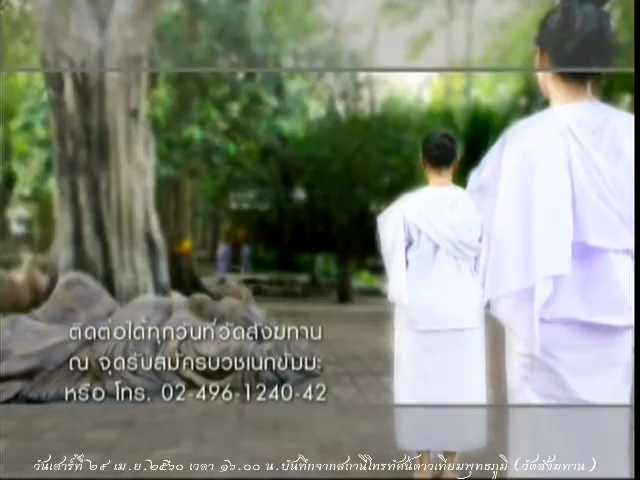 ติดต่อได้ทุกวันที่วัดสังฆทาน
ณ จุดรับสมัครบวชเนกขัมมะ
หรือ โทร. 02-496-1240-42
วันเสาร์ที่ ๒๙ เม.ย.๒๕๖๐ เวลา ๑๖.๐๐ น.บันทึกจากสถานีโทรทัศน์ดาวเทียมพุทธภูมิ (วัดสังฆทาน)